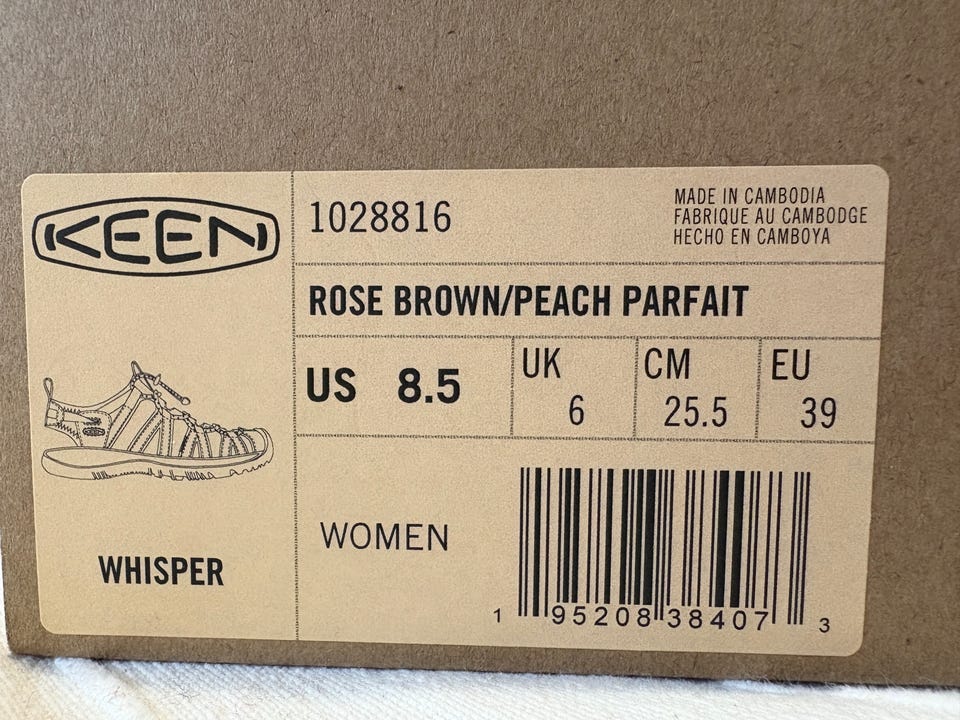 KEEN
1028816
MADE IN CAMBODIA
FABRIQUE AU CAMBODGE
HECHO EN CAMBOYA
ROSE BROWN/PEACH PARFAIT
US 8.5
UK
6
CM
25.5
EU
39
WHISPER
WOMEN
1 95208 38407 3